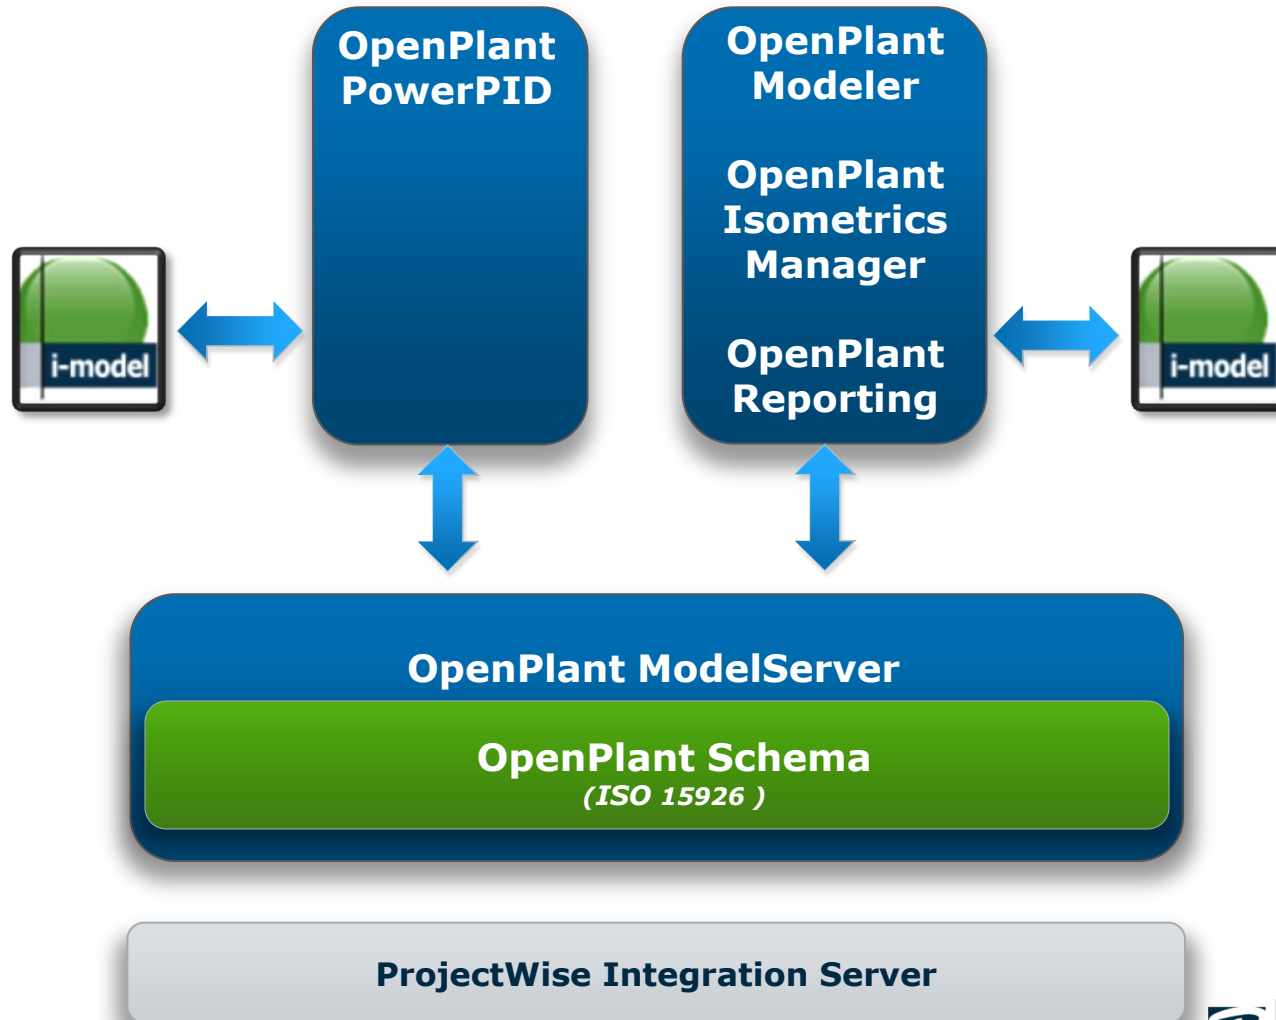 OpenPlant
PowerPID
OpenPlant
Modeler
OpenPlant
Isometrics
Manager
OpenPlant
Reporting
i-model
i-model
OpenPlant ModelServer
OpenPlant Schema
(ISO 15926 )
ProjectWise Integration Server